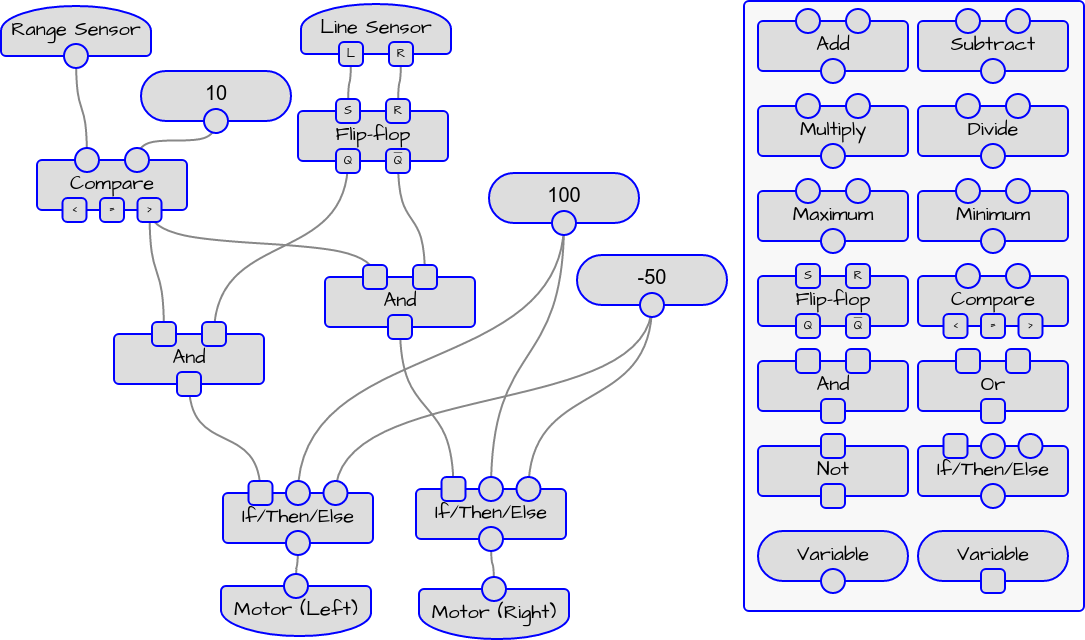 Range Sensor
Line Sensor
L R
10
S R
Flip-flop
Q Q̅
Compare
< = >
100
-50
And
And
If/Then/Else
If/Then/Else
Motor (Left)
Motor (Right)
Add
Subtract
Multiply
Divide
Maximum
Minimum
S R
Flip-flop
Q Q̅
Compare
< = >
And
Or
Not
If/Then/Else
Variable
Variable